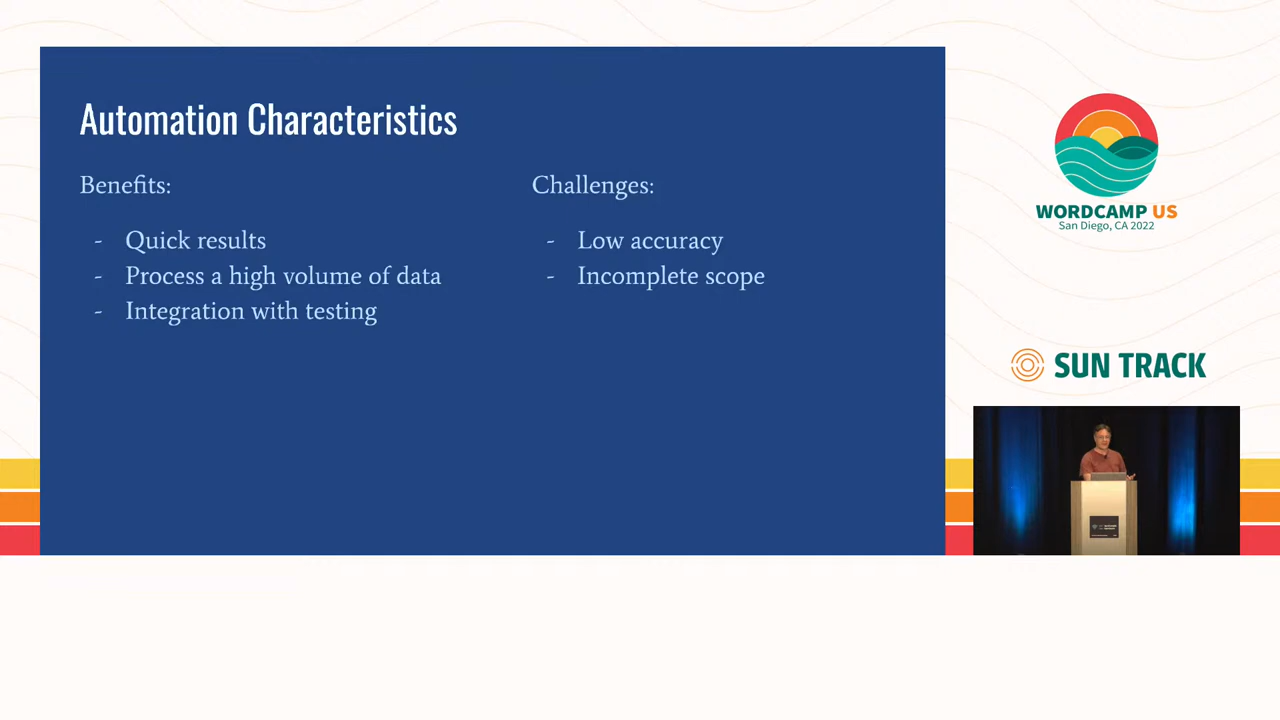 Automation Characteristics
Benefits:
- Quick results
- Process a high volume of data
- Integration with testing
Challenges:
- Low accuracy
- Incomplete scope
WORDCAMP US
San Diego, CA 2022
SUN TRACK